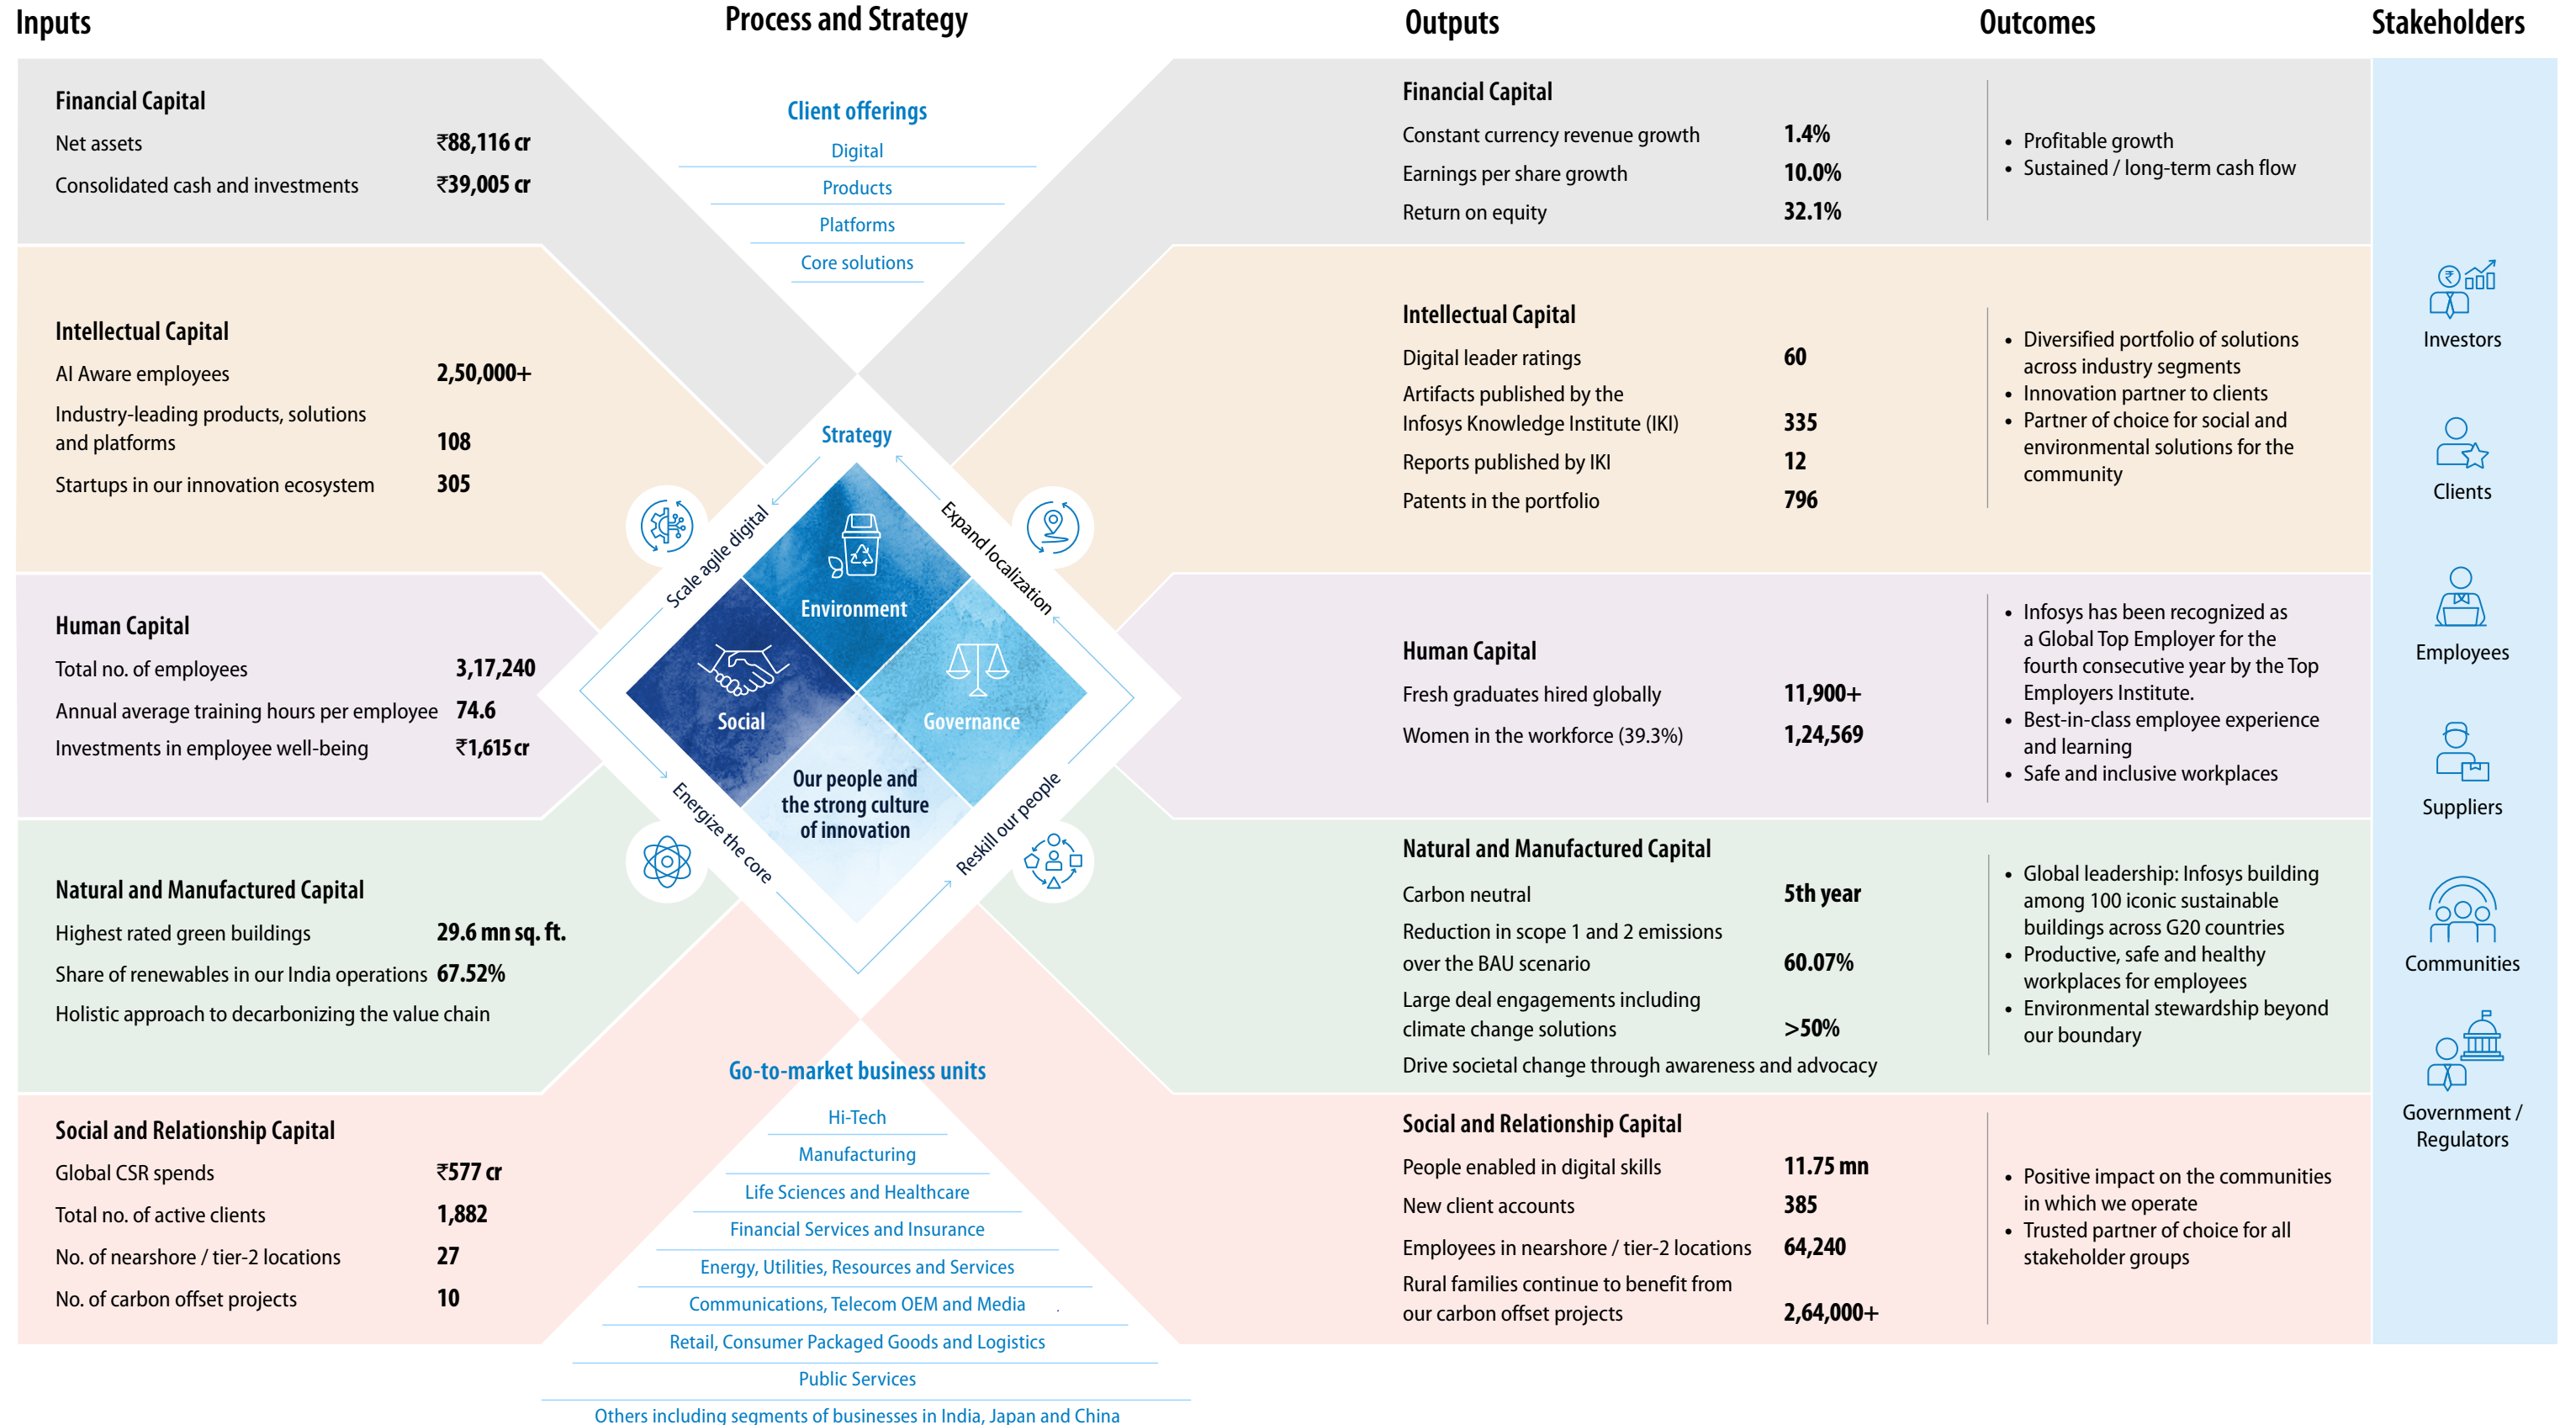 Inputs
Process and Strategy
Outputs
Outcomes
Stakeholders
Financial Capital
Net assets ₹88,116 cr
Consolidated cash and investments ₹39,005 cr
Intellectual Capital
AI Aware employees 2,50,000+
Industry-leading products, solutions
and platforms 108
Startups in our innovation ecosystem 305
Human Capital
Total no. of employees 3,17,240
Annual average training hours per employee 74.6
Investments in employee well-being ₹1,615 cr
Natural and Manufactured Capital
Highest rated green buildings 29.6 mn sq. ft.
Share of renewables in our India operations 67.52%
Holistic approach to decarbonizing the value chain
Social and Relationship Capital
Global CSR spends ₹577 cr
Total no. of active clients 1,882
No. of nearshore / tier-2 locations 27
No. of carbon offset projects 10
Client offerings
Digital
Products
Platforms
Core solutions
Strategy
Scale agile digital
Expand localization
Environment
Social
Governance
Our people and
the strong culture
of innovation
Energize the core
Reskill our people
Go-to-market business units
Hi-Tech
Manufacturing
Life Sciences and Healthcare
Financial Services and Insurance
Energy, Utilities, Resources and Services
Communications, Telecom OEM and Media .
Retail, Consumer Packaged Goods and Logistics
Public Services
Others including segments of businesses in India, Japan and China
Financial Capital
Constant currency revenue growth 1.4%
Earnings per share growth 10.0%
Return on equity 32.1%
• Profitable growth
• Sustained / long-term cash flow
Intellectual Capital
Digital leader ratings 60
Artifacts published by the
Infosys Knowledge Institute (IKI) 335
Reports published by IKI 12
Patents in the portfolio 796
• Diversified portfolio of solutions
across industry segments
• Innovation partner to clients
• Partner of choice for social and
environmental solutions for the
community
Human Capital
Fresh graduates hired globally 11,900+
Women in the workforce (39.3%) 1,24,569
• Infosys has been recognized as
a Global Top Employer for the
fourth consecutive year by the Top
Employers Institute.
• Best-in-class employee experience
and learning
• Safe and inclusive workplaces
Natural and Manufactured Capital
Carbon neutral 5th year
Reduction in scope 1 and 2 emissions
over the BAU scenario 60.07%
Large deal engagements including
climate change solutions >50%
Drive societal change through awareness and advocacy
• Global leadership: Infosys building
among 100 iconic sustainable
buildings across G20 countries
• Productive, safe and healthy
workplaces for employees
• Environmental stewardship beyond
our boundary
Social and Relationship Capital
People enabled in digital skills 11.75 mn
New client accounts 385
Employees in nearshore / tier-2 locations 64,240
Rural families continue to benefit from
our carbon offset projects 2,64,000+
• Positive impact on the communities
in which we operate
• Trusted partner of choice for all
stakeholder groups
₹
Investors
Clients
Employees
Suppliers
Communities
Government /
Regulators